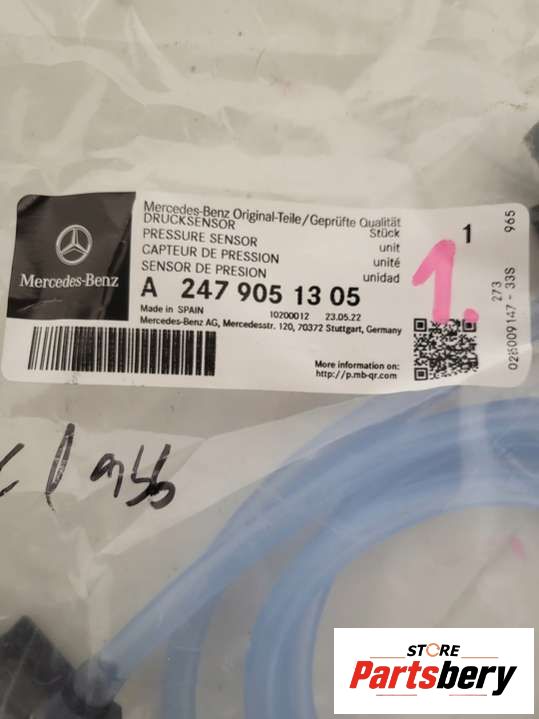 Mercedes-Benz Original-Teile/Geprüfte Qualität
DRUCKSENSOR Stück
PRESSURE SENSOR unit
CAPTEUR DE PRESSION unité
SENSOR DE PRESION unidad
1
965
1.
Mercedes-Benz
A 247 905 13 05
273
028009147 - 33S
Made in SPAIN 10200012 23.05.22
Mercedes-Benz AG, Mercedesstr. 120, 70372 Stuttgart, Germany
More information on:
http://p.mb-qr.com
STORE
Partsbery